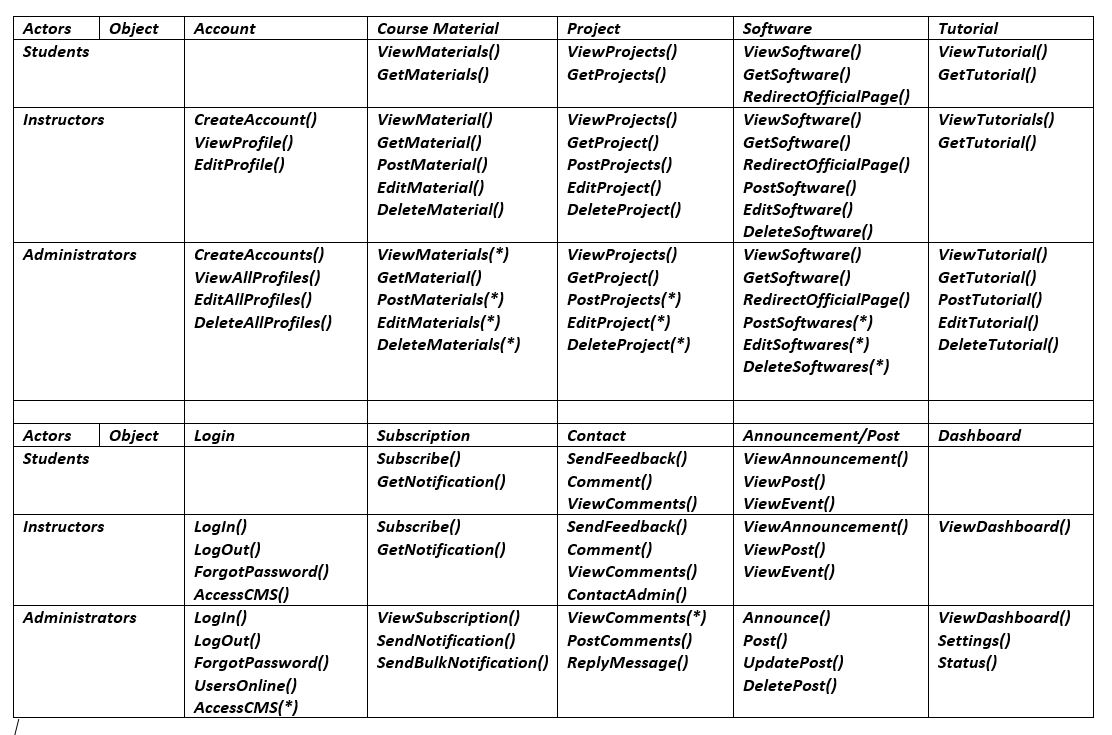 Actors Object Account Course Material Project Software Tutorial
Students ViewMaterials() ViewProjects() ViewSoftware() ViewTutorial()
GetMaterials() GetProjects() GetSoftware() GetTutorial()
RedirectOfficialPage()
Instructors CreateAccount() ViewMaterial() ViewProjects() ViewSoftware() ViewTutorials()
ViewProfile() GetMaterial() GetProject() GetSoftware() GetTutorial()
EditProfile() PostMaterial() PostProjects() RedirectOfficialPage()
EditMaterial() EditProject() PostSoftware()
DeleteMaterial() DeleteProject() EditSoftware()
DeleteSoftware()
Administrators CreateAccounts() ViewMaterials(*) ViewProjects() ViewSoftware() ViewTutorial()
ViewAllProfiles() GetMaterial() GetProject() GetSoftware() GetTutorial()
EditAllProfiles() PostMaterials(*) PostProjects(*) RedirectOfficialPage() PostTutorial()
DeleteAllProfiles() EditMaterials(*) EditProject(*) PostSoftwares(*) EditTutorial()
DeleteMaterials(*) DeleteProject(*) EditSoftwares(*) DeleteTutorial()
DeleteSoftwares(*)
Actors Object Login Subscription Contact Announcement/Post Dashboard
Students Subscribe() SendFeedback() ViewAnnouncement()
GetNotification() Comment() ViewPost()
ViewComments() ViewEvent()
Instructors LogIn() Subscribe() SendFeedback() ViewAnnouncement() ViewDashboard()
LogOut() GetNotification() Comment() ViewPost()
ForgotPassword() ViewComments() ViewEvent()
AccessCMS() ContactAdmin()
Administrators LogIn() ViewSubscription() ViewComments(*) Announce() ViewDashboard()
LogOut() SendNotification() PostComments() Post() Settings()
ForgotPassword() SendBulkNotification() ReplyMessage() UpdatePost() Status()
UsersOnline() DeletePost()
AccessCMS(*)
/